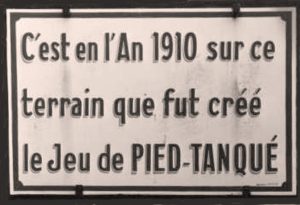 C'est en l'An 1910 sur ce
terrain que fut créé
le Jeu de PIED-TANQUÉ